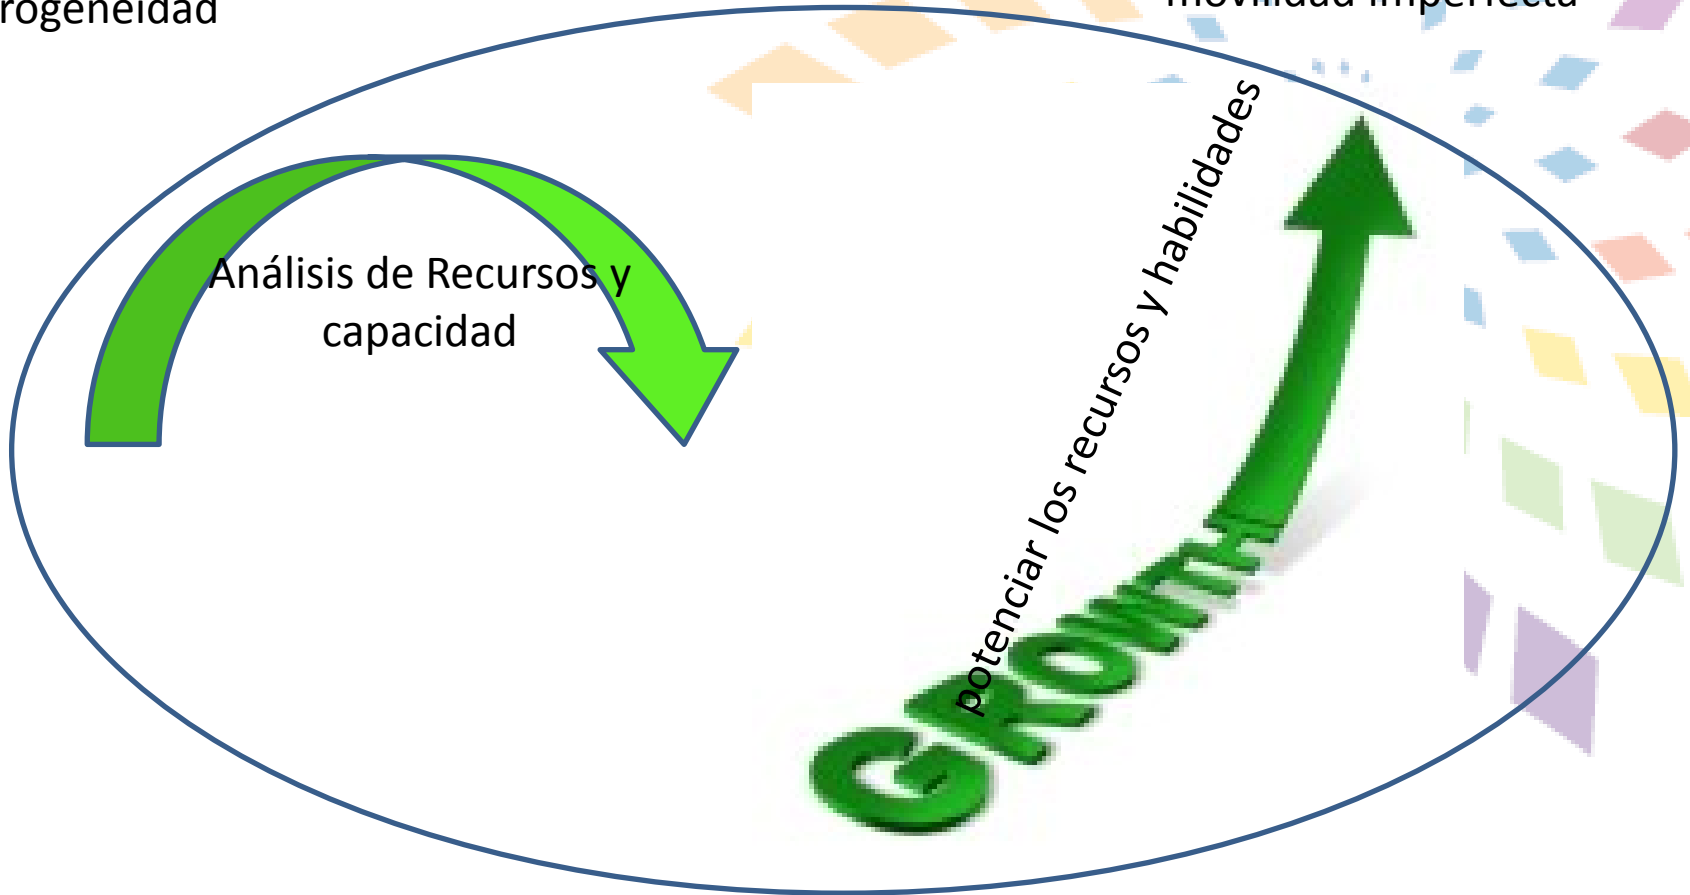 rogeneidad
movilidad imperfecta
Análisis de Recursos y
capacidad
potenciar los recursos y habilidades
GROWTH